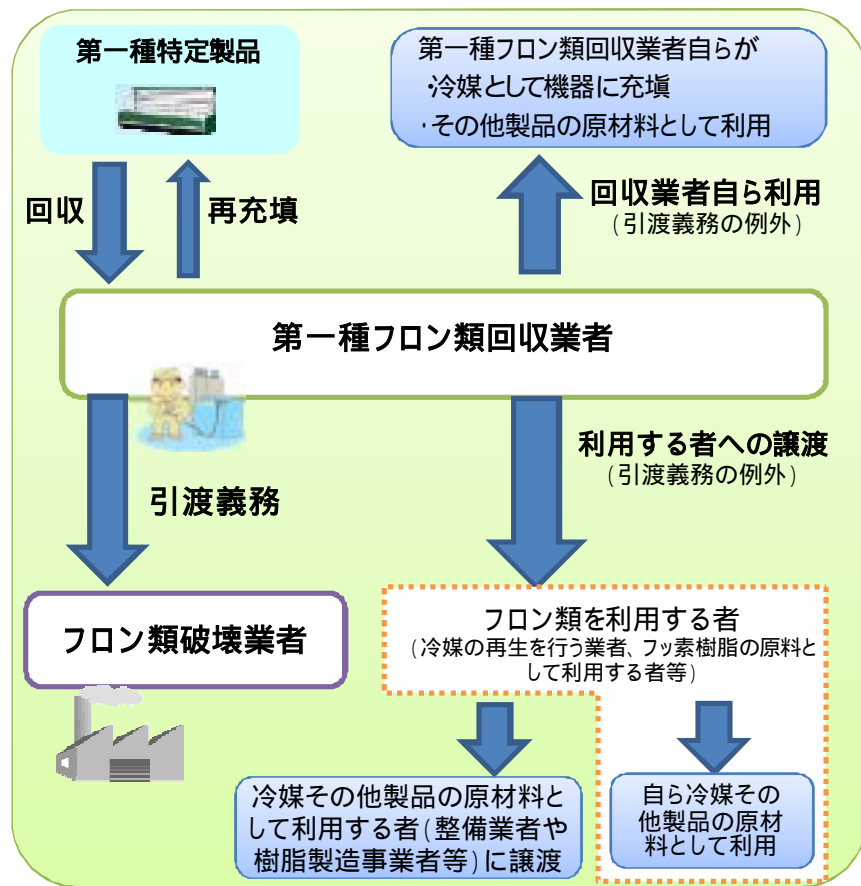 第一種特定製品
第一種フロン類回収業者自らが
・冷媒として機器に充填
・その他製品の原材料として利用
回収
再充填
回収業者自ら利用
(引渡義務の例外)
第一種フロン類回収業者
引渡義務
利用する者への譲渡
(引渡義務の例外)
フロン類破壊業者
フロン類を利用する者
(冷媒の再生を行う業者、フッ素樹脂の原料と
して利用する者等)
冷媒その他製品の原材料と
して利用する者(整備業者や
樹脂製造事業者等)に譲渡
自ら冷媒その
他製品の原材
料として利用